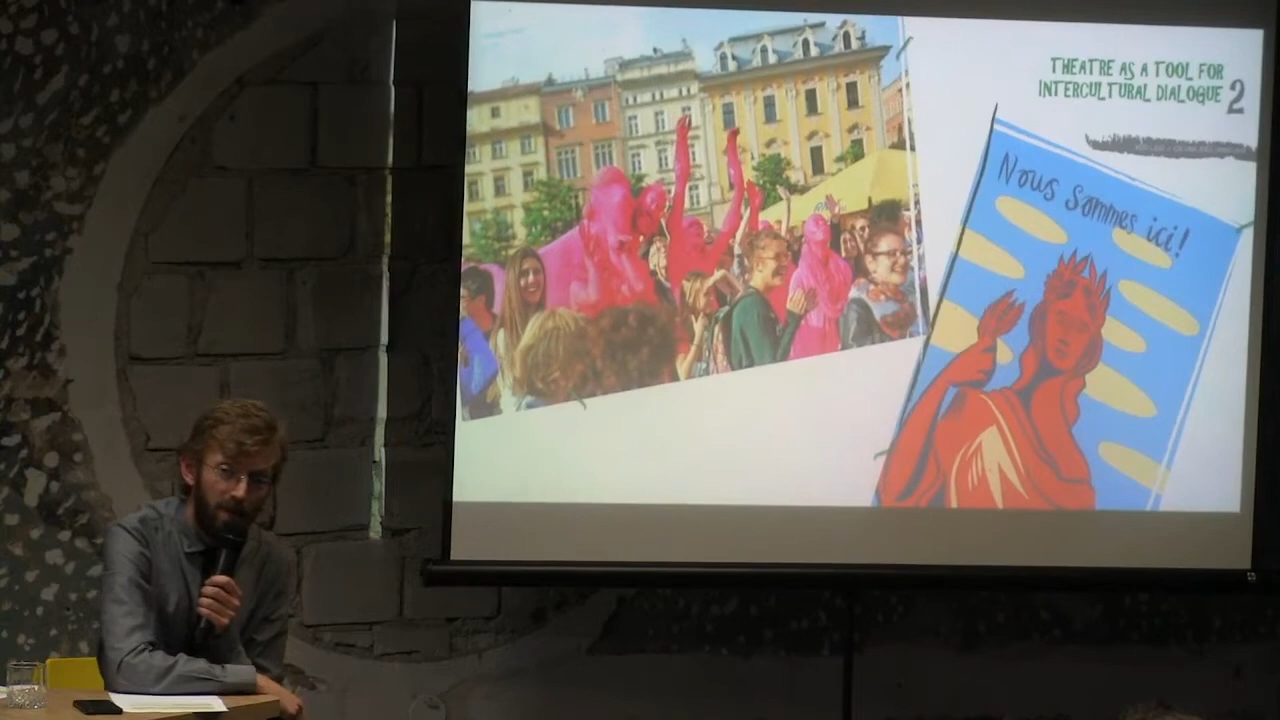 THEATRE AS A TOOL FOR
INTERCULTURAL DIALOGUE 2
Nous sommes ici!